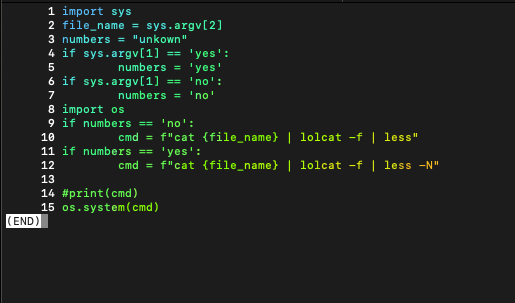 1 import sys
2 file_name = sys.argv[2]
3 numbers = "unkown"
4 if sys.argv[1] == 'yes':
5         numbers = 'yes'
6 if sys.argv[1] == 'no':
7         numbers = 'no'
8 import os
9 if numbers == 'no':
10         cmd = f"cat {file_name} | lolcat -f | less"
11 if numbers == 'yes':
12         cmd = f"cat {file_name} | lolcat -f | less -N"
13
14 #print(cmd)
15 os.system(cmd)
(END)